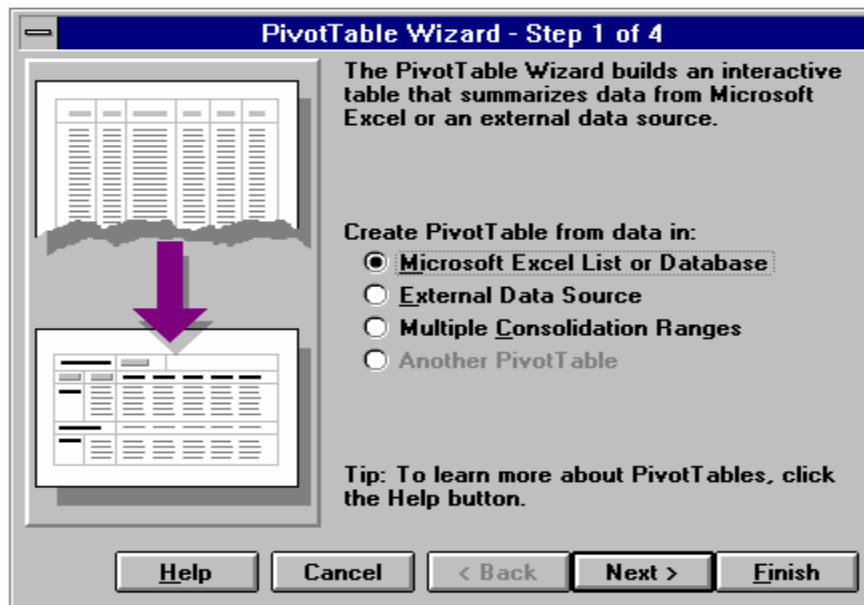 PivotTable Wizard - Step 1 of 4
The PivotTable Wizard builds an interactive
table that summarizes data from Microsoft
Excel or an external data source.
Create PivotTable from data in:
Microsoft Excel List or Database
External Data Source
Multiple Consolidation Ranges
Another PivotTable
Tip: To learn more about PivotTables, click
the Help button.
Help Cancel < Back Next > Finish